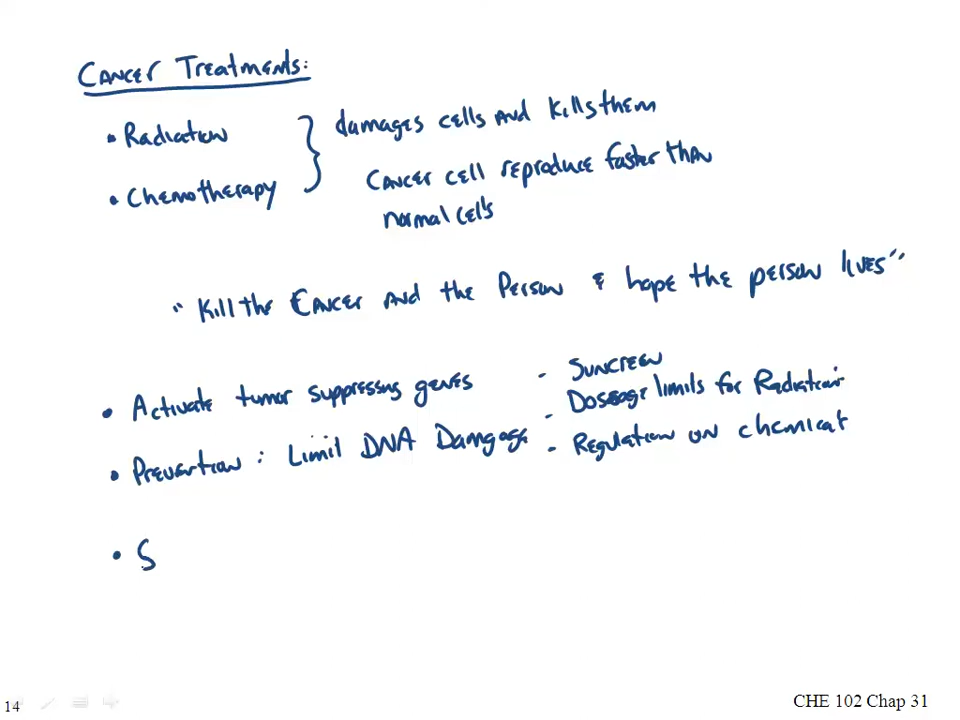 Cancer Treatments:
• Radiation } damages cells and kills them
• Chemotherapy Cancer cell reproduce faster than
normal cells
"Kill the Cancer and the Person & hope the person lives"
• Activate tumor suppressing genes
• Prevention: Limit DNA Damgage
- Suncreen
- Dosage limits for Radiation
- Regulation on chemical
• S
14
CHE 102 Chap 31